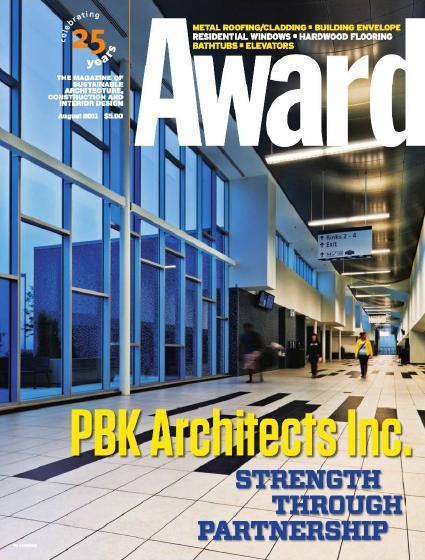 celebrating
25
years
THE MAGAZINE OF
SUSTAINABLE
ARCHITECTURE,
CONSTRUCTION AND
INTERIOR DESIGN
August 2011 $5.00
METAL ROOFING/CLADDING ▪ BUILDING ENVELOPE
RESIDENTIAL WINDOWS ▪ HARDWOOD FLOORING
BATHTUBS ▪ ELEVATORS
Award
Rinks 2 - 4
Exit
PBK Architects Inc.
STRENGTH
THROUGH
PARTNERSHIP